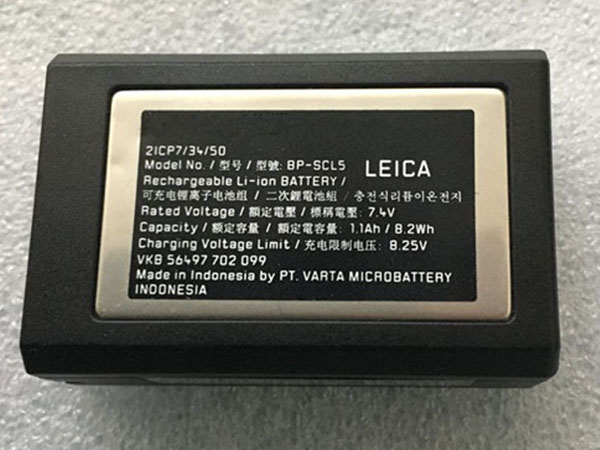 2ICP7/34/50
Model No. / 型号 / 型號: BP-SCL5
LEICA
Rechargeable Li-ion BATTERY /
可充电锂离子电池组 / 二次鋰電池組 / 충전식리튬이온전지
Rated Voltage / 额定電壓 / 標稱電壓: 7.4V
Capacity / 额定容量 / 額定電容量: 1.1Ah / 8.2Wh
Charging Voltage Limit / 充电限制电压: 8.25V
VKB 56497 702 099
Made in Indonesia by PT. VARTA MICROBATTERY
INDONESIA